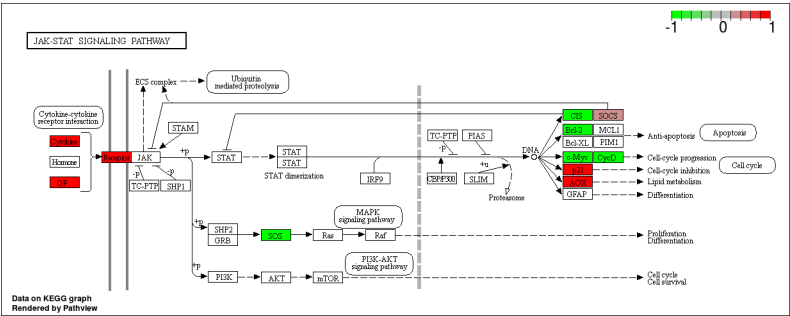 -1 0 1
JAK-STAT SIGNALING PATHWAY
ECS complex
Ubiquitin
mediated proteolysis
Cytokine-cytokine
receptor interaction
CIS SOCS
Cytokine
STAM
TC-PTP PIAS
Bcl-2 MCL1
Anti-apoptosis
Apoptosis
-p
DNA
Bcl-XL PIM1
Hormone
Receptor JAK
+p
STAT
STAT
STAT
c-Myc CycD
Cell-cycle progression
+u
p21
Cell-cycle inhibition
Cell cycle
-p -p
STAT dimerization
GF
TC-PTP SHP1
IRF9
CBP/P300 SLIM
AOX
Lipid metabolism
GFAP
Differentiation
Proteasome
MAPK
signaling pathway
+p
SHP2
GRB
SOS
Ras
Raf
Proliferation
Differentiation
PI3K-AKT
signaling pathway
+p
PI3K
AKT
mTOR
Cell cycle
Cell survival
Data on KEGG graph
Rendered by Pathview